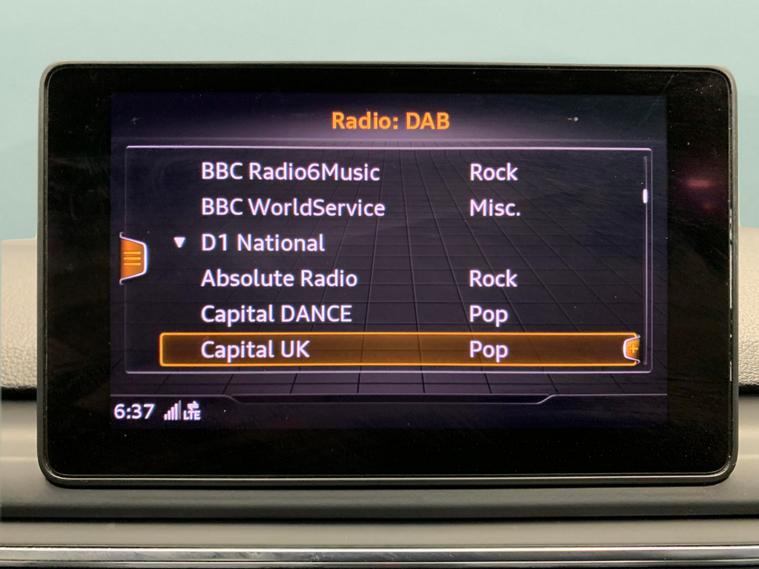 Radio: DAB
BBC Radio6Music Rock
BBC WorldService Misc.
D1 National
Absolute Radio Rock
Capital DANCE Pop
Capital UK Pop
6:37 LTE